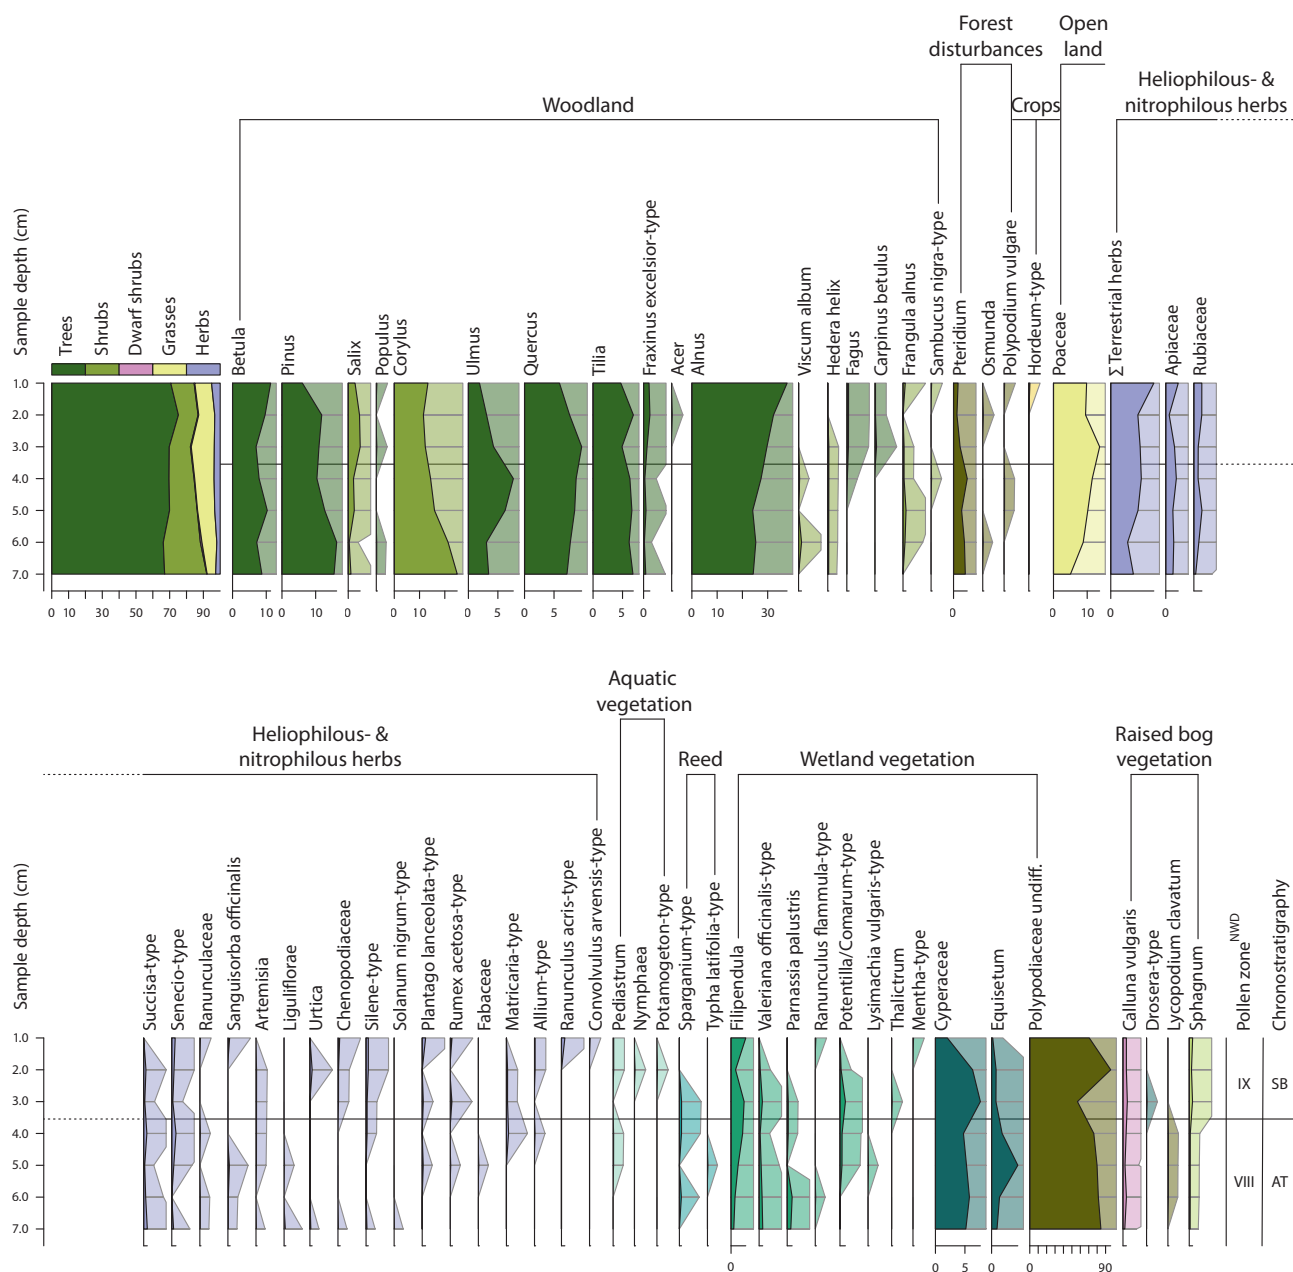 Forest
disturbances
Open
land
Heliophilous- &
nitrophilous herbs
Woodland
Crops
Sample depth (cm)
Trees
Shrubs
Dwarf shrubs
Grasses
Herbs
Betula
Pinus
Salix
Populus
Corylus
Ulmus
Quercus
Tilia
Fraxinus excelsior-type
Acer
Alnus
Viscum album
Hedera helix
Fagus
Carpinus betulus
Frangula alnus
Sambucus nigra-type
Pteridium
Osmunda
Polypodium vulgare
Hordeum-type
Poaceae
Σ Terrestrial herbs
Apiaceae
Rubiaceae
1.0
2.0
3.0
4.0
5.0
6.0
7.0
0 10 30 50 70 90 0 10 0 10 0 0 10 0 5 0 5 0 5 0 0 10 30 0 0 10 0 0
Aquatic
vegetation
Heliophilous- &
nitrophilous herbs
Reed
Wetland vegetation
Raised bog
vegetation
Sample depth (cm)
Succisa-type
Senecio-type
Ranunculaceae
Sanguisorba officinalis
Artemisia
Liguliflorae
Urtica
Chenopodiaceae
Silene-type
Solanum nigrum-type
Plantago lanceolata-type
Rumex acetosa-type
Fabaceae
Matricaria-type
Allium-type
Ranunculus acris-type
Convolvulus arvensis-type
Pediastrum
Nymphaea
Potamogeton-type
Sparganium-type
Typha latifolia-type
Filipendula
Valeriana officinalis-type
Parnassia palustris
Ranunculus flammula-type
Potentilla/Comarum-type
Lysimachia vulgaris-type
Thalictrum
Mentha-type
Cyperaceae
Equisetum
Polypodiaceae undiff.
Calluna vulgaris
Drosera-type
Lycopodium clavatum
Sphagnum
Pollen zone NWD
Chronostratigraphy
1.0
2.0
3.0
4.0
5.0
6.0
7.0
IX SB
VIII AT
0 0 5 0 0 90